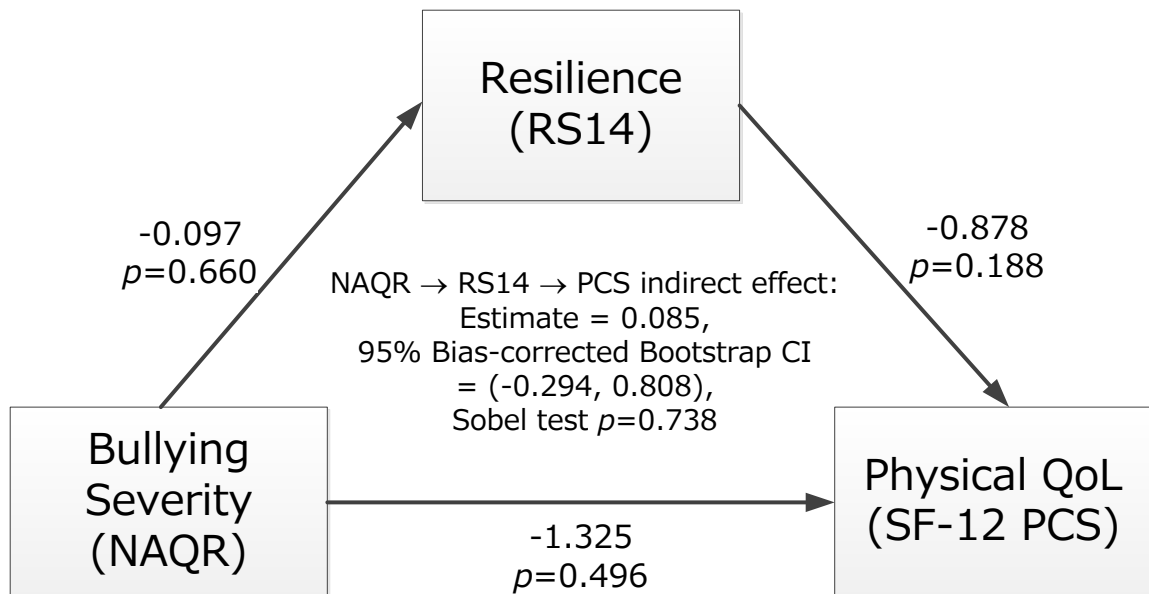 Resilience
(RS14)
-0.097
p=0.660
-0.878
p=0.188
NAQR → RS14 → PCS indirect effect:
Estimate = 0.085,
95% Bias-corrected Bootstrap CI
= (-0.294, 0.808),
Sobel test p=0.738
Bullying
Severity
(NAQR)
Physical QoL
(SF-12 PCS)
-1.325
p=0.496